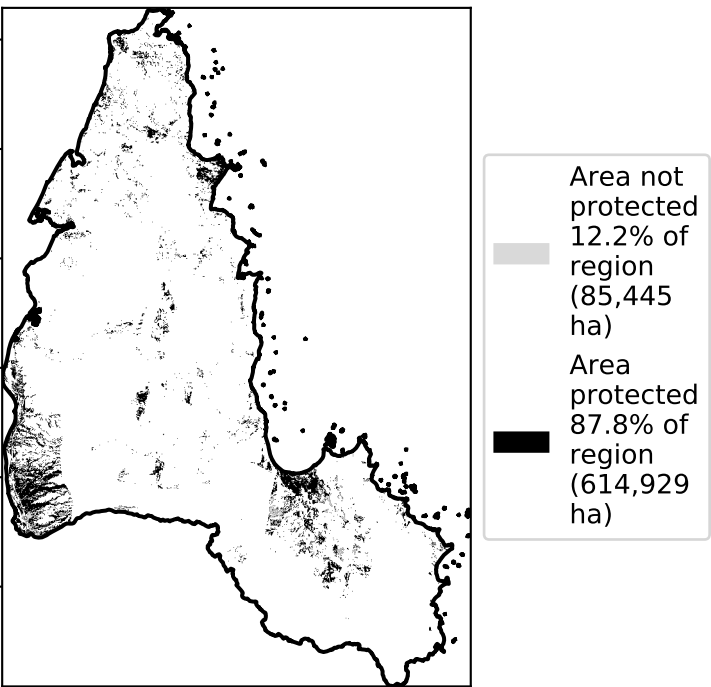 Area not
protected
12.2% of
region
(85,445
ha)
Area
protected
87.8% of
region
(614,929
ha)